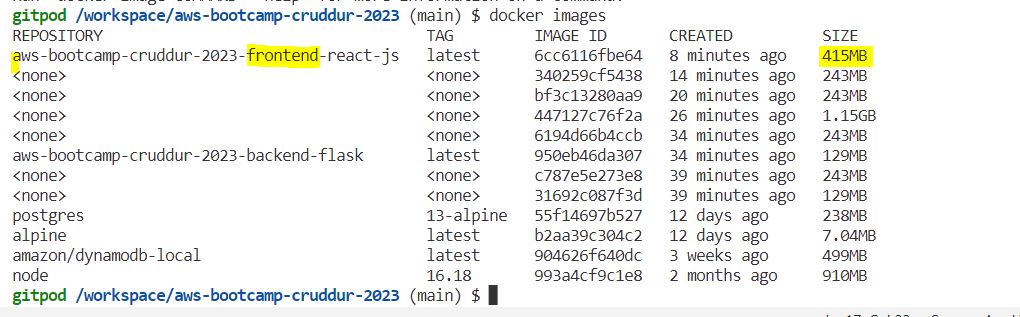 gitpod /workspace/aws-bootcamp-cruddur-2023 (main) $ docker images
REPOSITORY TAG IMAGE ID CREATED SIZE
aws-bootcamp-cruddur-2023-frontend-react-js latest 6cc6116fbe64 8 minutes ago 415MB
<none> <none> 340259cf5438 14 minutes ago 243MB
<none> <none> bf3c13280aa9 20 minutes ago 243MB
<none> <none> 447127c76f2a 26 minutes ago 1.15GB
<none> <none> 6194d66b4ccb 34 minutes ago 243MB
aws-bootcamp-cruddur-2023-backend-flask latest 950eb46da307 34 minutes ago 129MB
<none> <none> c787e5e273e8 39 minutes ago 243MB
<none> <none> 31692c087f3d 39 minutes ago 129MB
postgres 13-alpine 55f14697b527 12 days ago 238MB
alpine latest b2aa39c304c2 12 days ago 7.04MB
amazon/dynamodb-local latest 904626f640dc 3 weeks ago 499MB
node 16.18 993a4cf9c1e8 2 months ago 910MB
gitpod /workspace/aws-bootcamp-cruddur-2023 (main) $